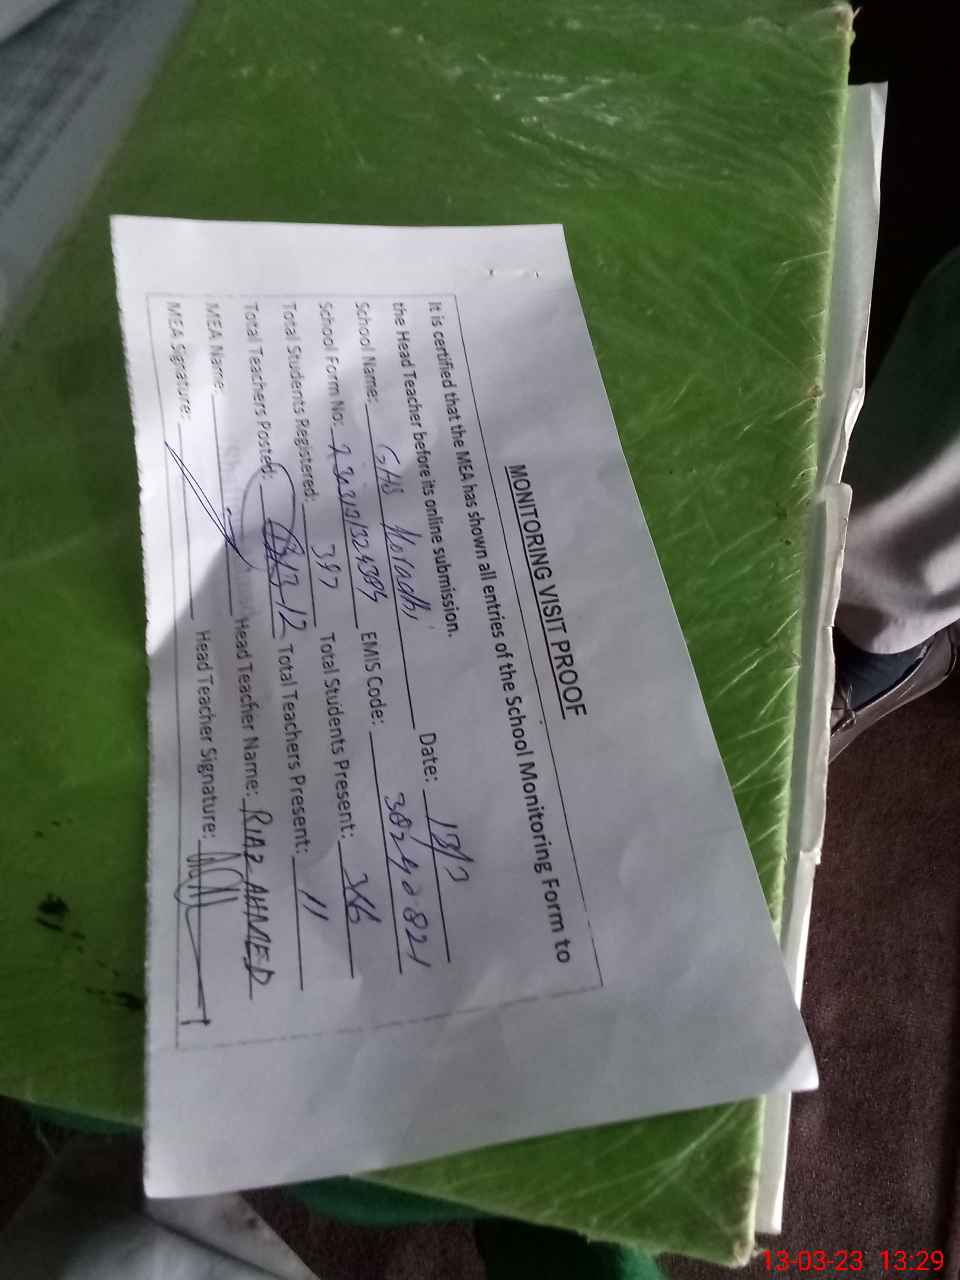 MONITORING VISIT PROOF
It is certified that the MEA has shown all entries of the School Monitoring Form to
the Head Teacher before its online submission.
School Name: GHS Date: 13/3
School Form No: EMIS Code: 38240821
Total Students Registered: 397 Total Students Present: 366
Total Teachers Posted: 12 Total Teachers Present: 11
MEA Name: Head Teacher Name: RIAZ AHMED
MEA Signature: Head Teacher Signature:
13-03-23 13:29